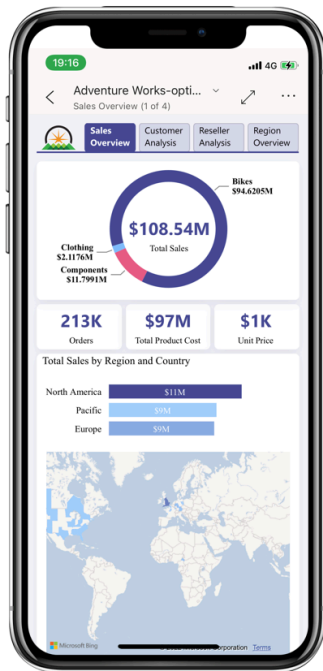 19:16
4G
Adventure Works-opti...
Sales Overview (1 of 4)
Sales Overview
Customer Analysis
Reseller Analysis
Region Overview
Bikes
$94.6205M
$108.54M
Total Sales
Clothing
$2.1176M
Components
$11.7991M
213K
Orders
$97M
Total Product Cost
$1K
Unit Price
Total Sales by Region and Country
North America
$11M
Pacific
$9M
Europe
$9M
Microsoft Bing
Corporation
Terms